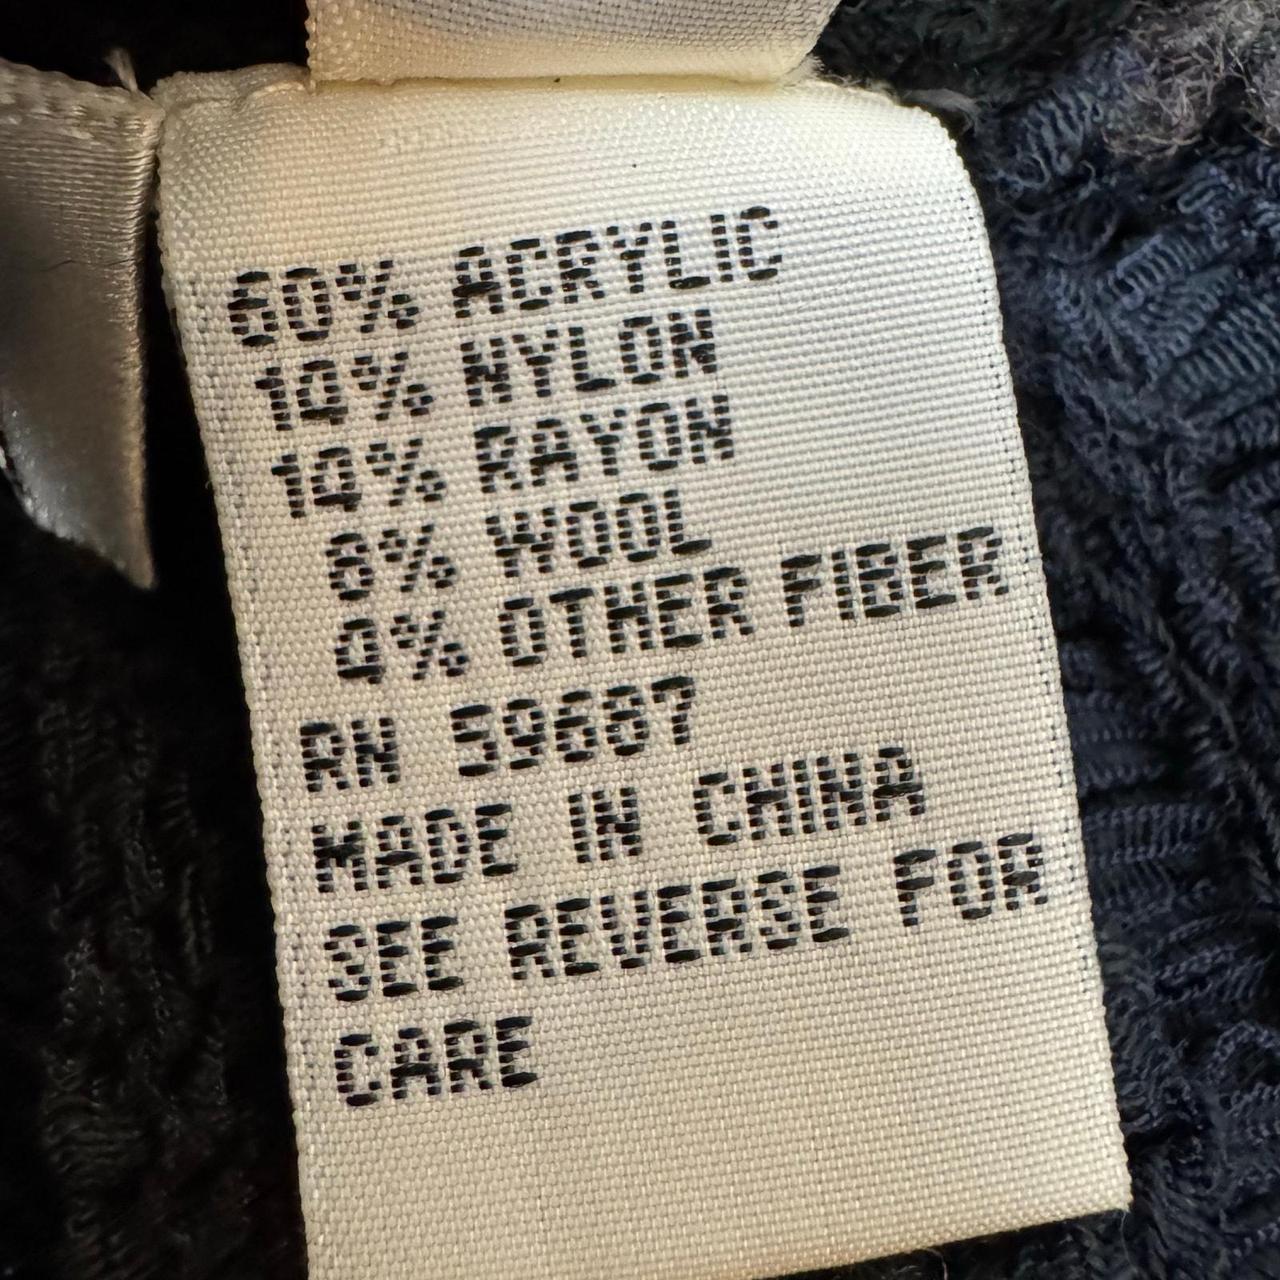 60% ACRYLIC
14% NYLON
14% RAYON
8% WOOL
4% OTHER FIBER
RN 59687
MADE IN CHINA
SEE REVERSE FOR
CARE